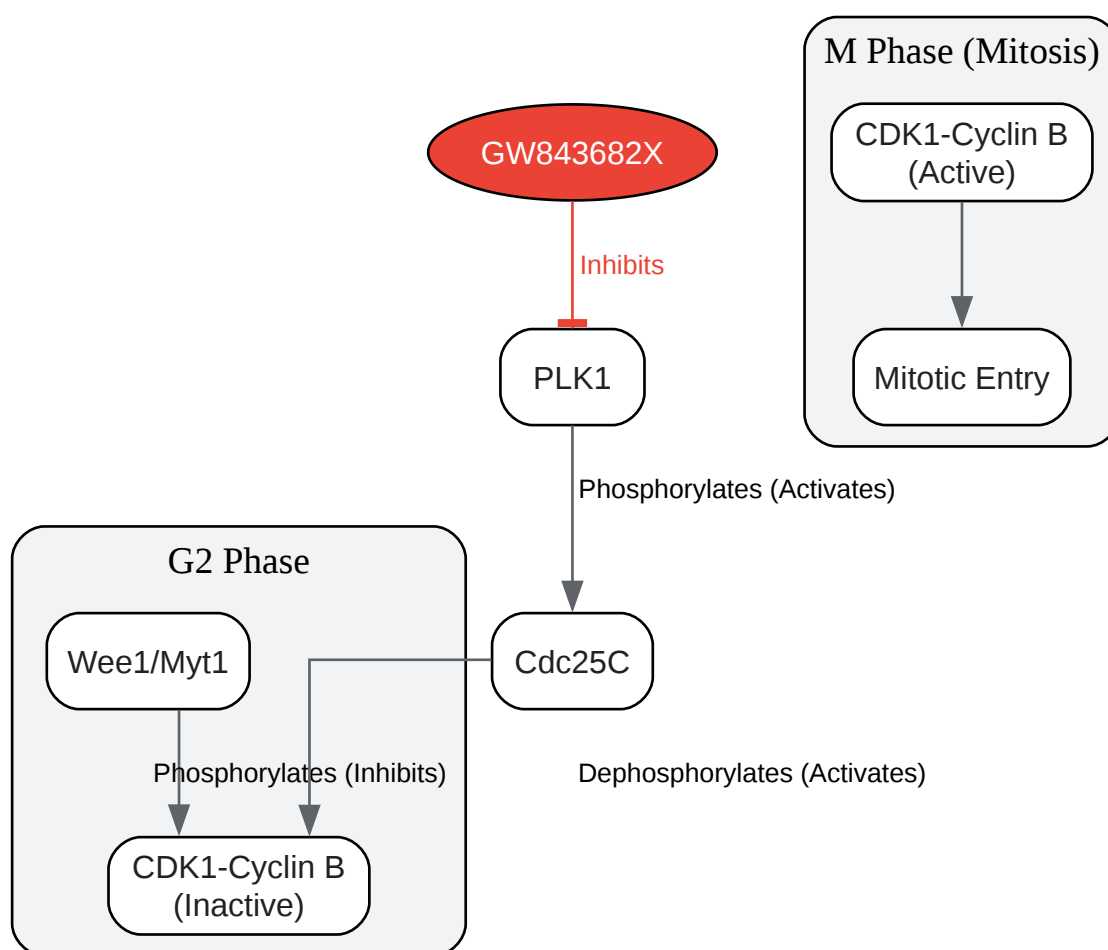 M Phase (Mitosis)
CDK1-Cyclin B
(Active)
GW843682X
Inhibits
PLK1
Mitotic Entry
Phosphorylates (Activates)
G2 Phase
Wee1/Myt1
Cdc25C
Phosphorylates (Inhibits)
Dephosphorylates (Activates)
CDK1-Cyclin B
(Inactive)